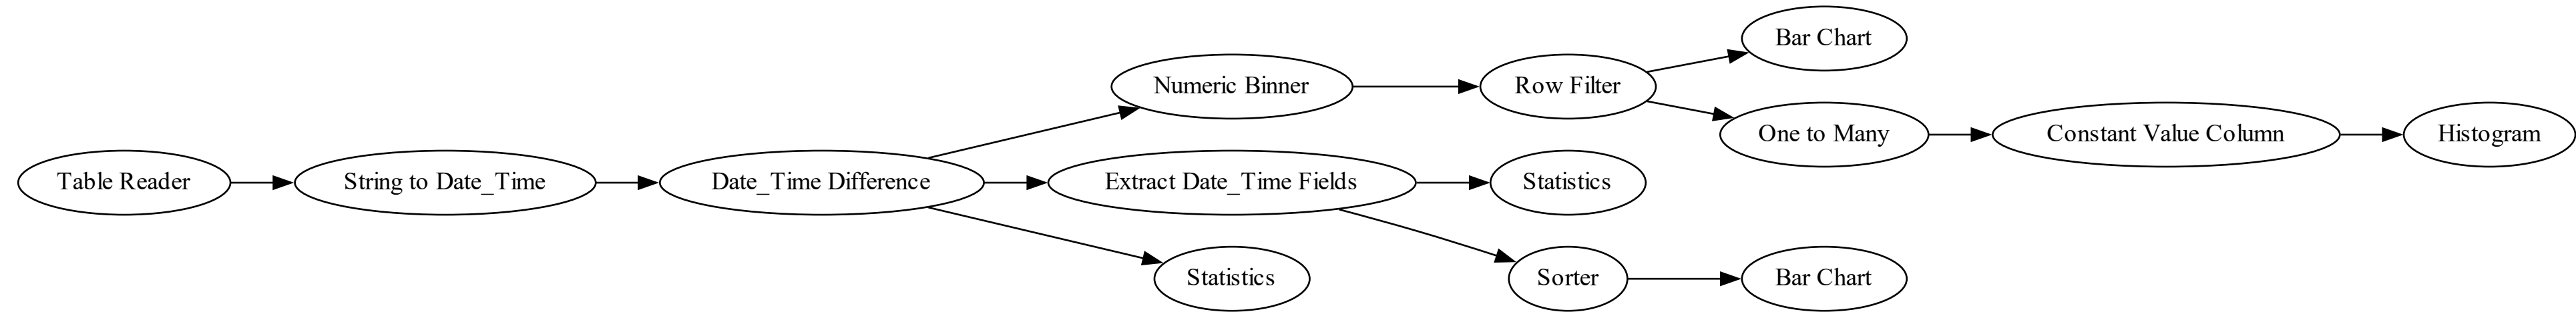 Table Reader
String to Date_Time
Date_Time Difference
Numeric Binner
Extract Date_Time Fields
Statistics
Row Filter
Statistics
Sorter
Bar Chart
One to Many
Bar Chart
Constant Value Column
Histogram